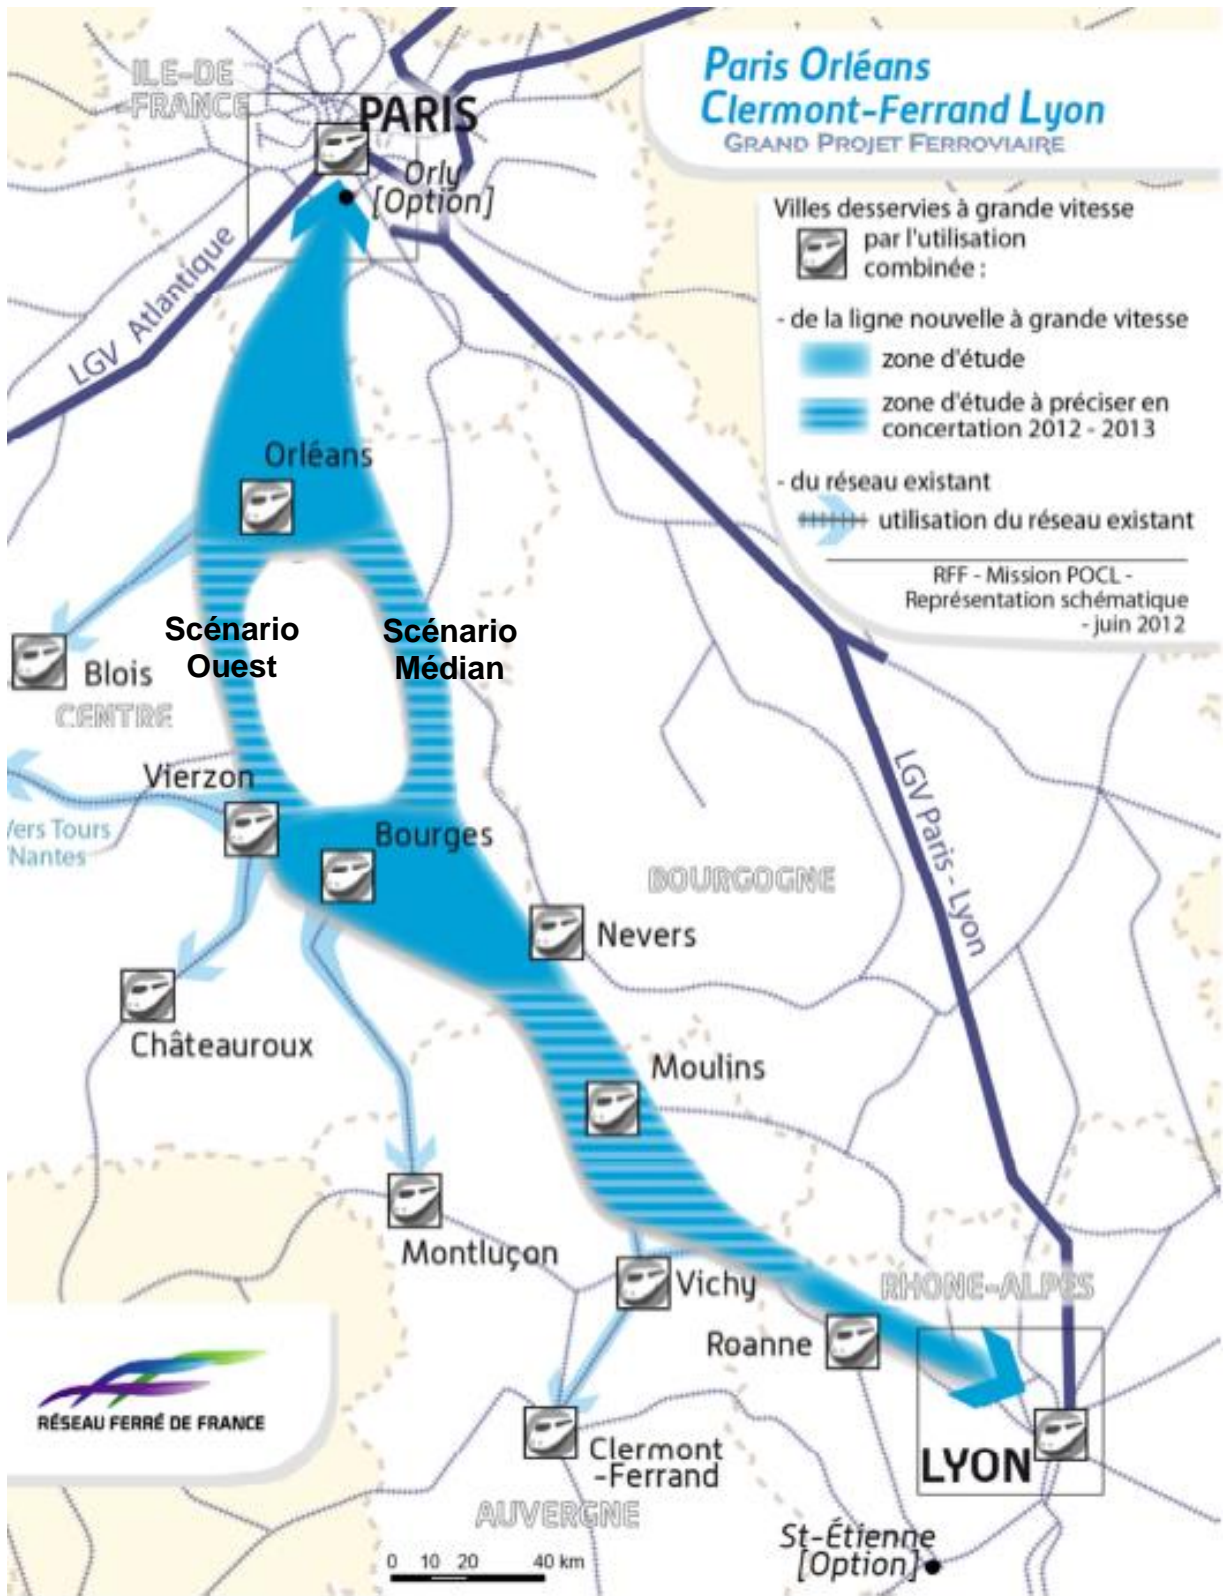 ILE-DE
-FRANCE
PARIS
Orly
[Option]
Paris Orléans
Clermont-Ferrand Lyon
GRAND PROJET FERROVIAIRE
Villes desservies à grande vitesse
par l'utilisation
combinée :
- de la ligne nouvelle à grande vitesse
zone d'étude
zone d'étude à préciser en
concertation 2012 - 2013
- du réseau existant
utilisation du réseau existant
RFF - Mission POCL -
Représentation schématique
- juin 2012
LGV Atlantique
Orléans
Scénario
Ouest
Scénario
Médian
Blois
CENTRE
Vierzon
Vers Tours
Nantes
Bourges
LGV Paris - Lyon
BOURGOGNE
Nevers
Châteauroux
Moulins
Montluçon
Vichy
RHONE-ALPES
Roanne
RÉSEAU FERRÉ DE FRANCE
Clermont
-Ferrand
LYON
AUVERGNE
St-Étienne
[Option]
0 10 20 40 km